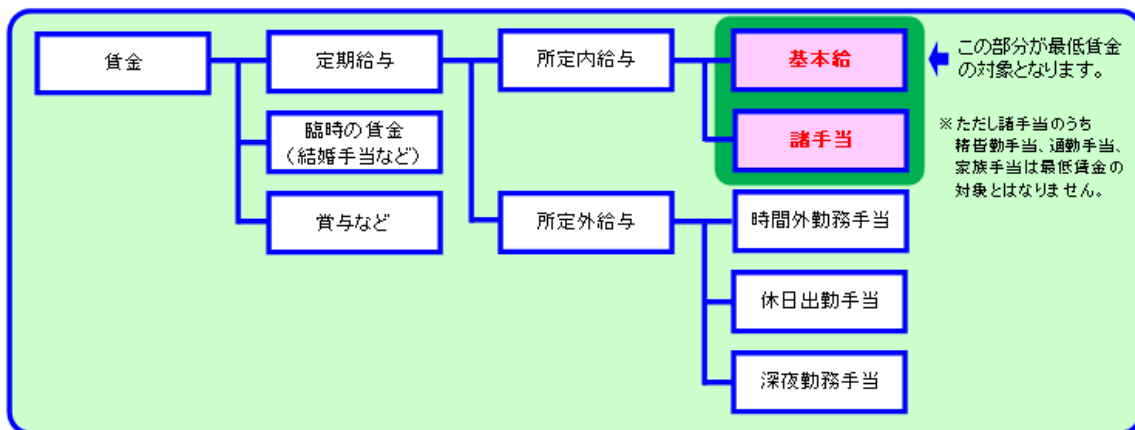 賃金
定期給与
所定内給与
基本給
この部分が最低賃金
の対象となります。
臨時の賃金
(結婚手当など)
諸手当
※ただし諸手当のうち
精皆勤手当、通勤手当、
家族手当は最低賃金の
対象とはなりません。
賞与など
所定外給与
時間外勤務手当
休日出勤手当
深夜勤務手当